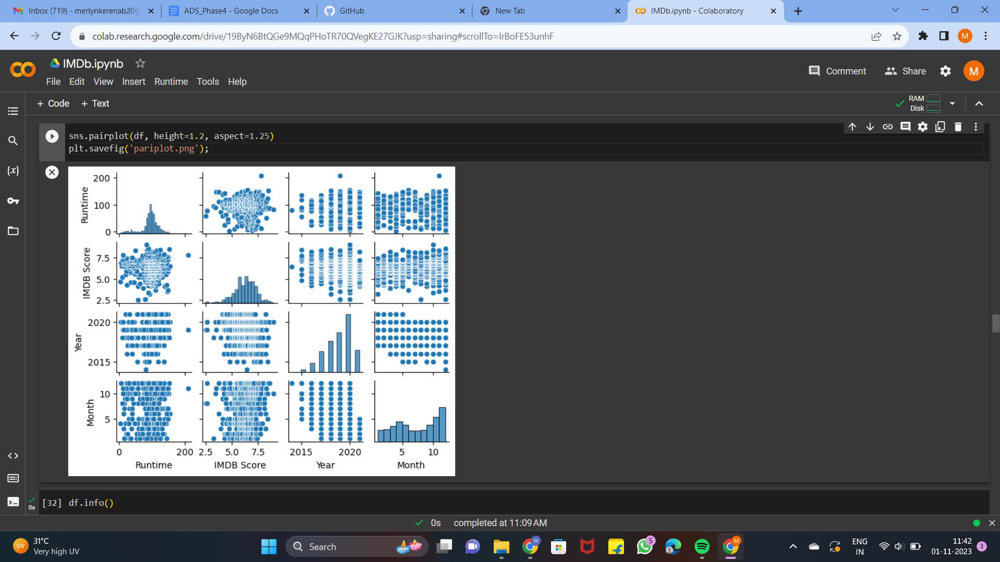 Inbox (719) - merlynkerenab20@
ADS_Phase4 - Google Docs
GitHub
New Tab
IMDb.ipynb - Colaboratory
colab.research.google.com/drive/19ByN6BtQGe9MQqPHoTR70QVegKE27GJK?usp=sharing#scrollTo=IrBoFE53unhF
M
IMDb.ipynb
File Edit View Insert Runtime Tools Help
Comment
Share
M
+ Code + Text
RAM
Disk
{x}
sns.pairplot(df, height=1.2, aspect=1.25)
plt.savefig('pariplot.png');
200
100
0
Runtime
7.5
5.0
2.5
IMDB Score
2020
2015
Year
10
5
Month
0 200 2.5 5.0 7.5 2015 2020 5 10
Runtime IMDB Score Year Month
0s
[32] df.info()
0s completed at 11:09 AM
UV
31°C
Very high UV
Search
H
5
M
ENG
IN
11:42
01-11-2023
3